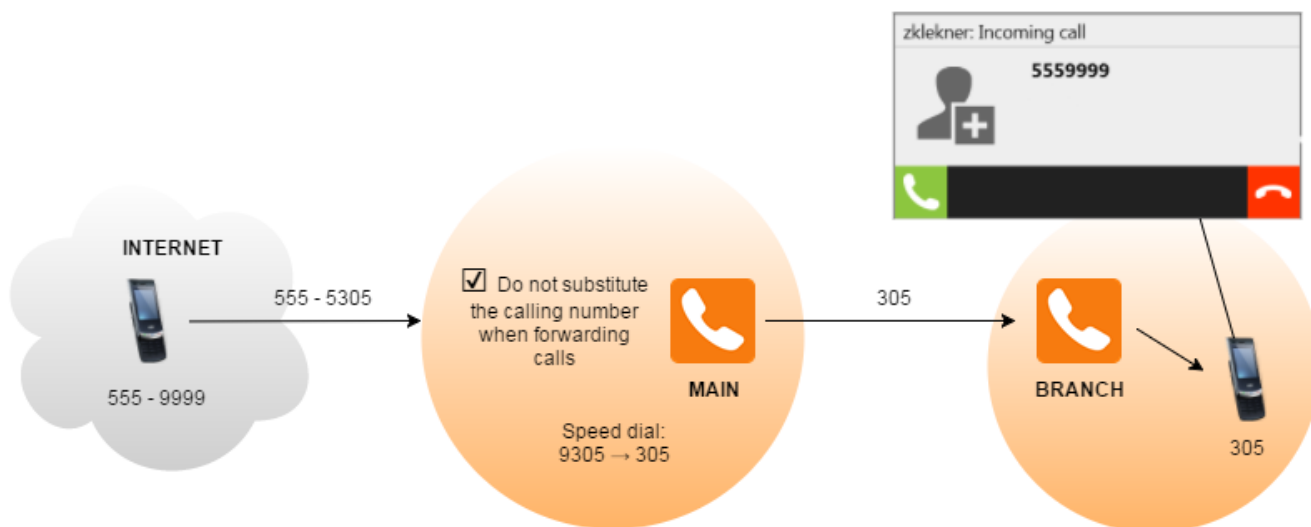 zklekner: Incoming call
5559999
INTERNET
555 - 9999
555 - 5305
☑ Do not substitute
the calling number
when forwarding
calls
MAIN
Speed dial:
9305 → 305
305
BRANCH
305